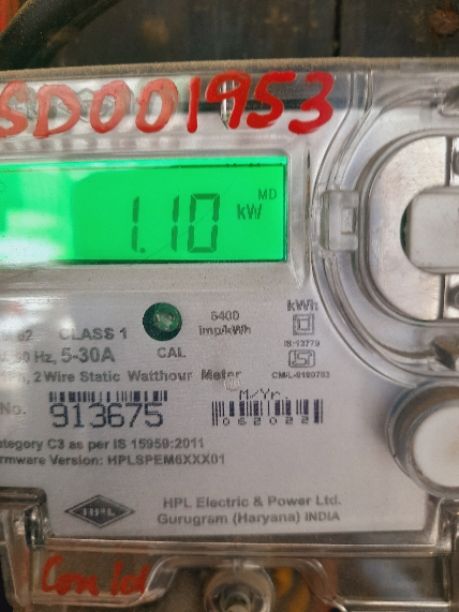 SD001953
MD
1.10 kW
kWh
6400
imp/kWh
CLASS 1
Hz, 5-30A
CAL
IS:13779
2 Wire Static Watthour Meter
No. 913675
M/Yr.
062022
ategory C3 as per IS 15959:2011
rmware Version: HPLSPEM6XXX01
HPL
HPL Electric & Power Ltd.
Gurugram (Haryana) INDIA